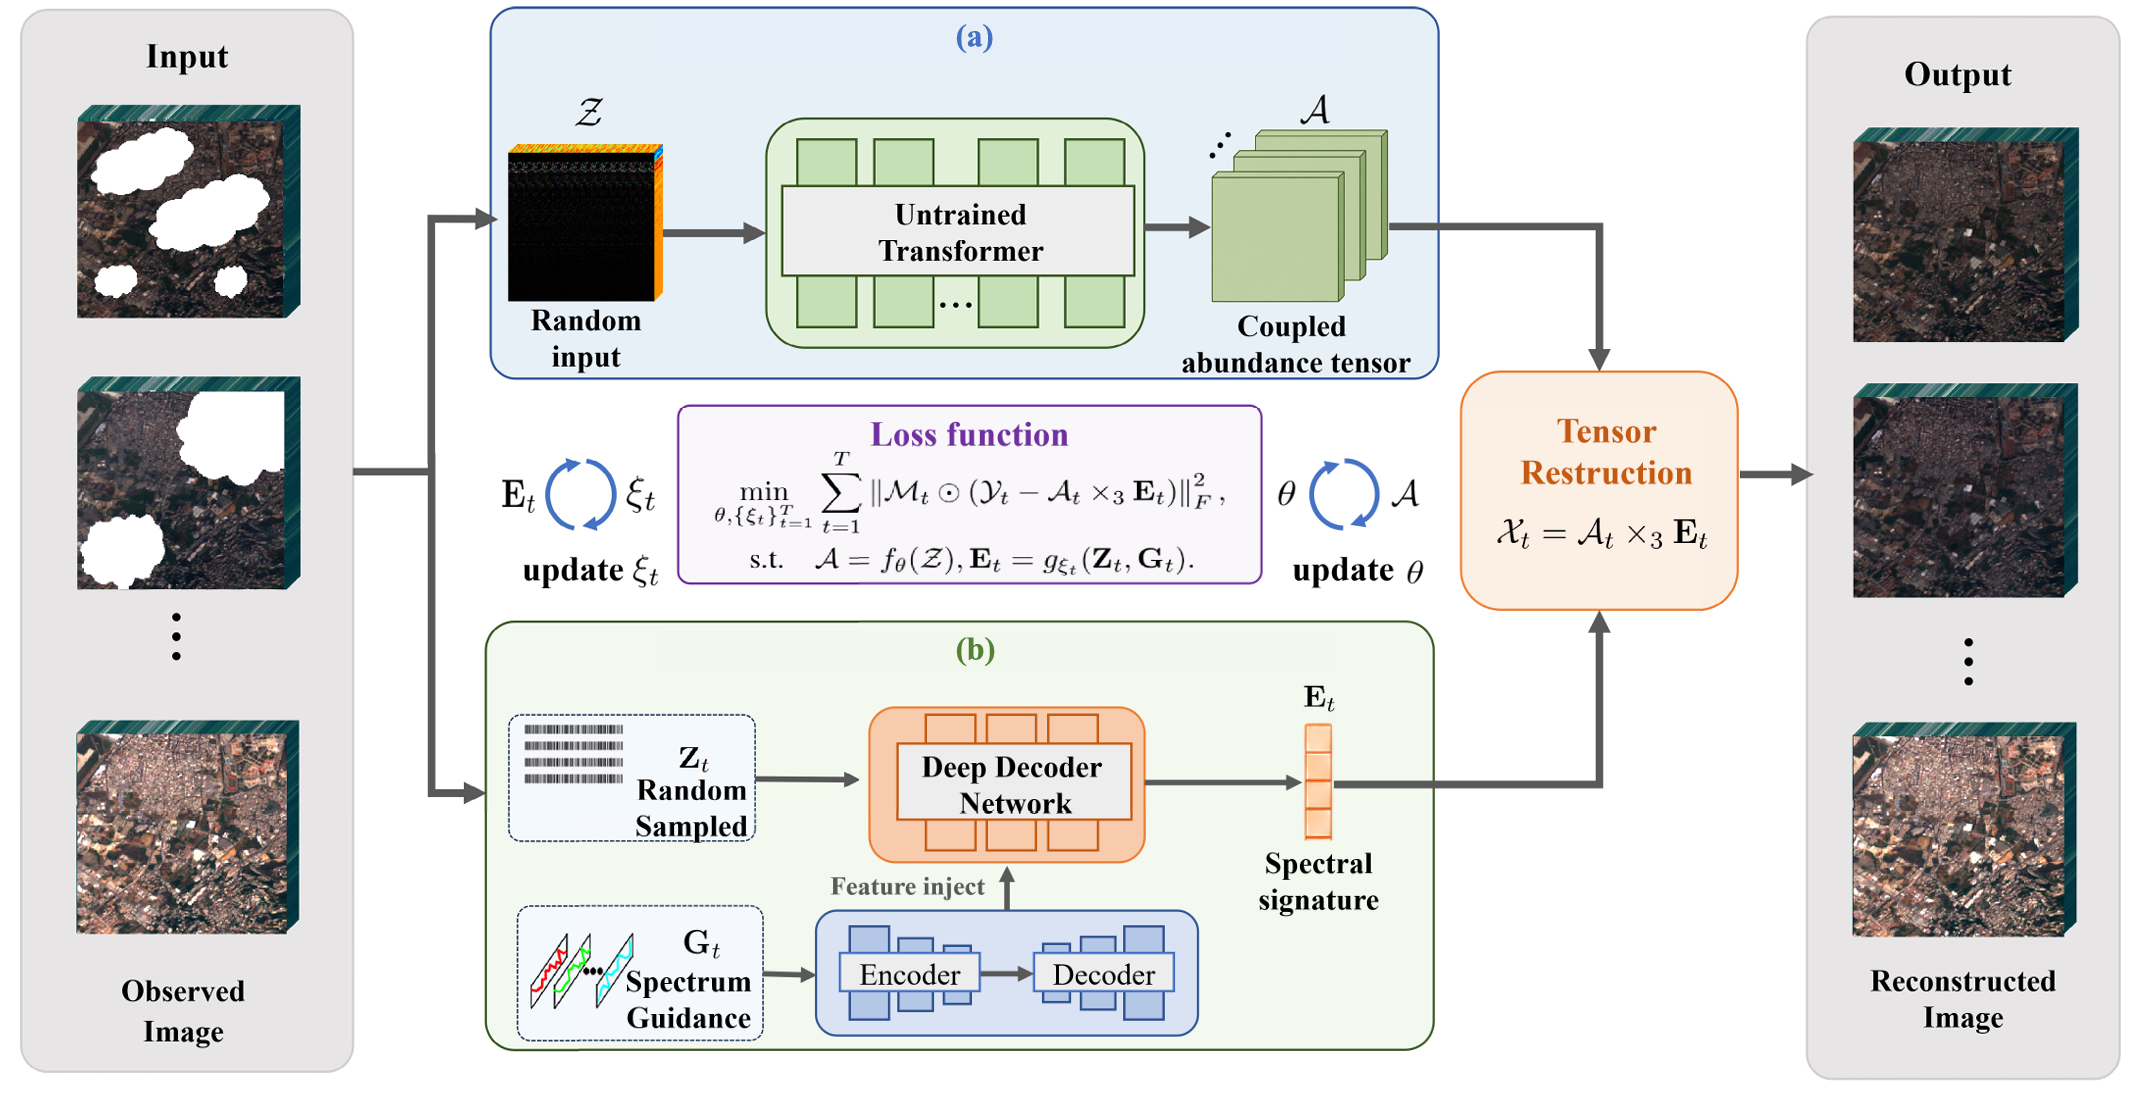 Input
Observed
Image
(a)
𝒵
Random
input
Untrained
Transformer
...
𝒜
Coupled
abundance tensor
E_t ξ_t
update ξ_t
Loss function
min_{θ,{ξ_t}_{t=1}^T} ∑_{t=1}^T ‖ℳ_t ⊙ (𝒴_t − 𝒜_t ×₃ E_t)‖_F^2 ,
s.t. 𝒜 = f_θ(𝒵), E_t = g_{ξ_t}(Z_t, G_t).
θ 𝒜
update θ
(b)
Z_t
Random
Sampled
Deep Decoder
Network
E_t
Spectral
signature
Feature inject
G_t
Spectrum
Guidance
Encoder
Decoder
Tensor
Restruction
𝒳_t = 𝒜_t ×₃ E_t
Output
Reconstructed
Image